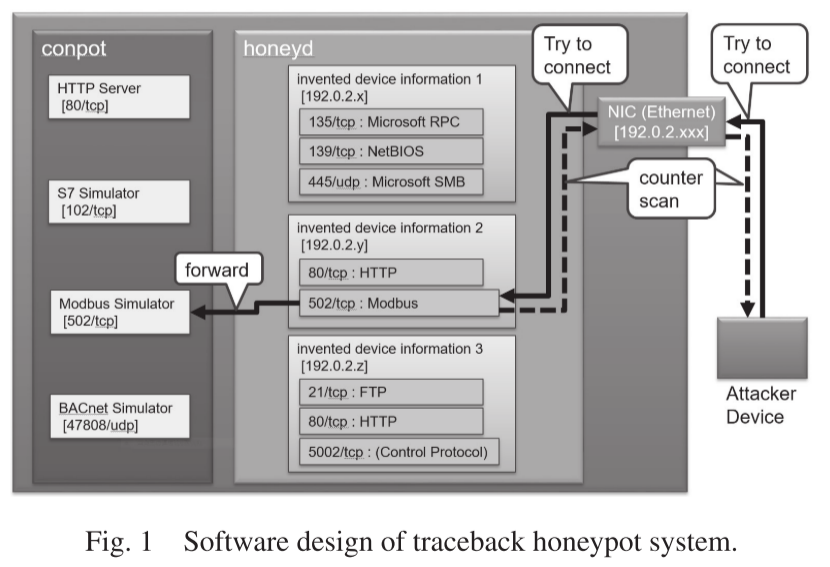 conpot
HTTP Server
[80/tcp]
S7 Simulator
[102/tcp]
Modbus Simulator
[502/tcp]
BACnet Simulator
[47808/udp]
forward
honeyd
invented device information 1
[192.0.2.x]
135/tcp : Microsoft RPC
139/tcp : NetBIOS
445/udp : Microsoft SMB
invented device information 2
[192.0.2.y]
80/tcp : HTTP
502/tcp : Modbus
invented device information 3
[192.0.2.z]
21/tcp : FTP
80/tcp : HTTP
5002/tcp : (Control Protocol)
Try to
connect
NIC (Ethernet)
[192.0.2.xxx]
Try to
connect
counter
scan
Attacker
Device
Fig. 1 Software design of traceback honeypot system.